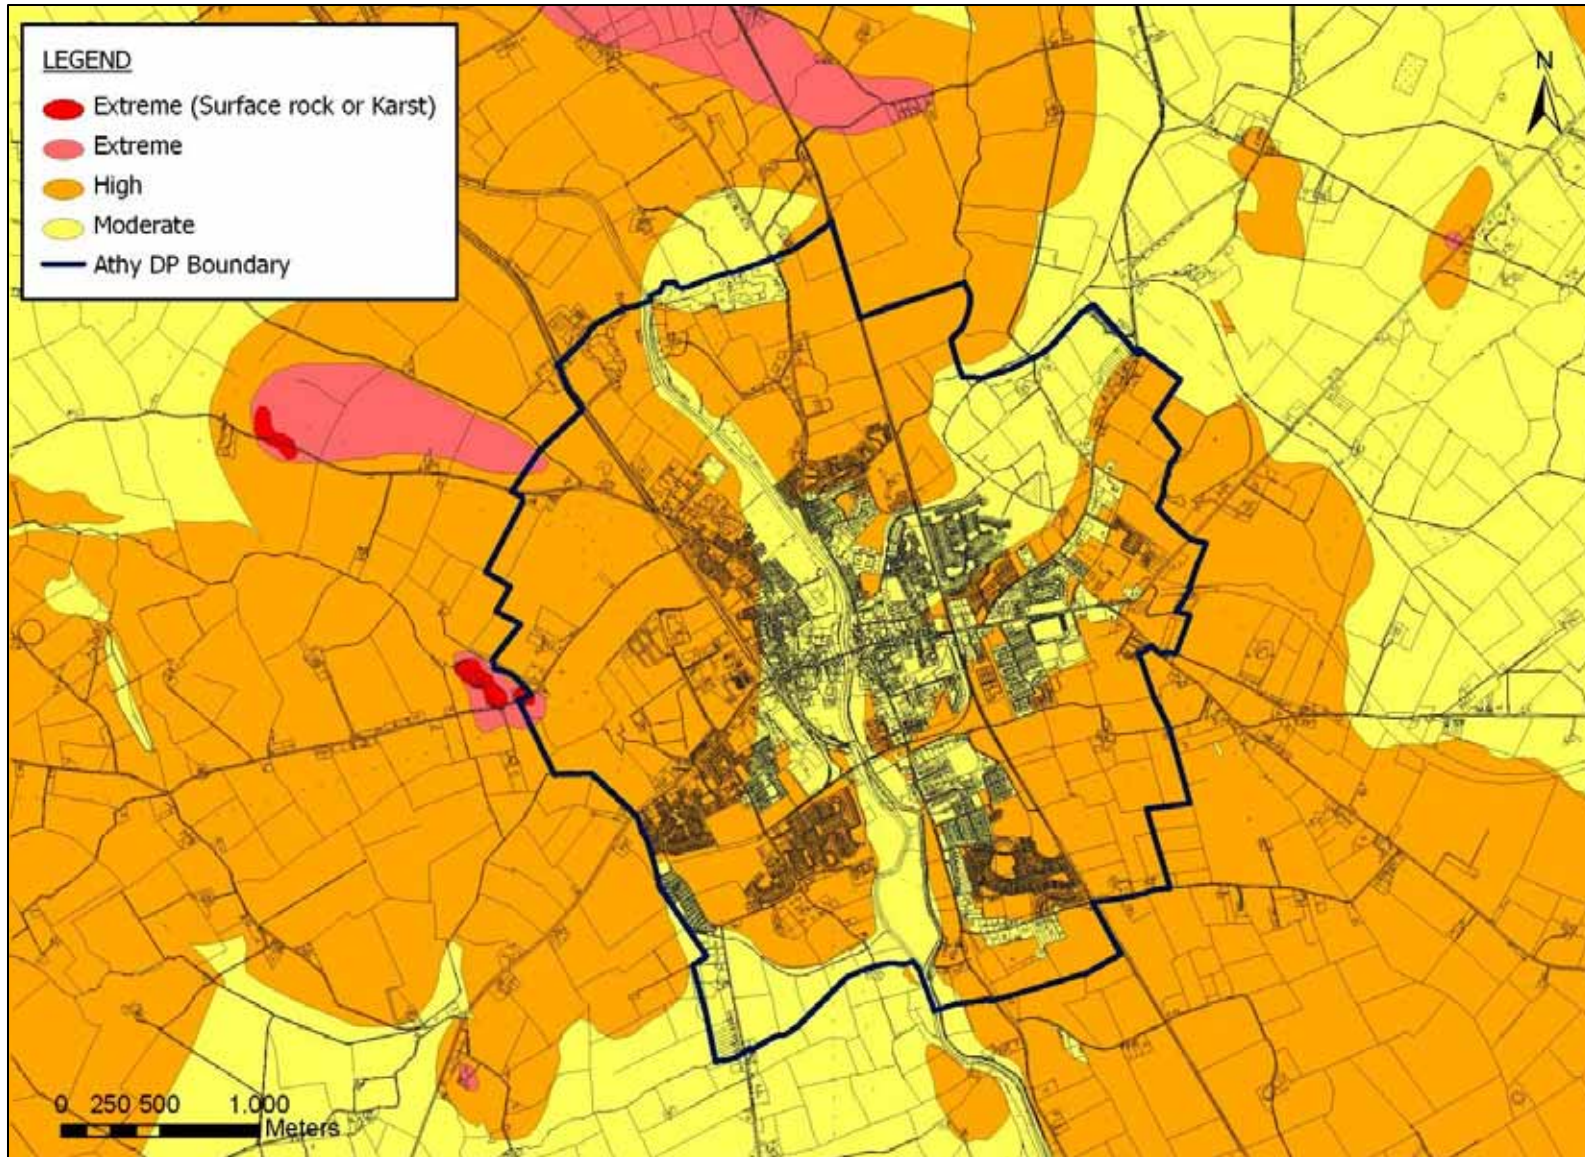 LEGEND
Extreme (Surface rock or Karst)
Extreme
High
Moderate
Athy DP Boundary
N
0 250 500 1.000
Meters